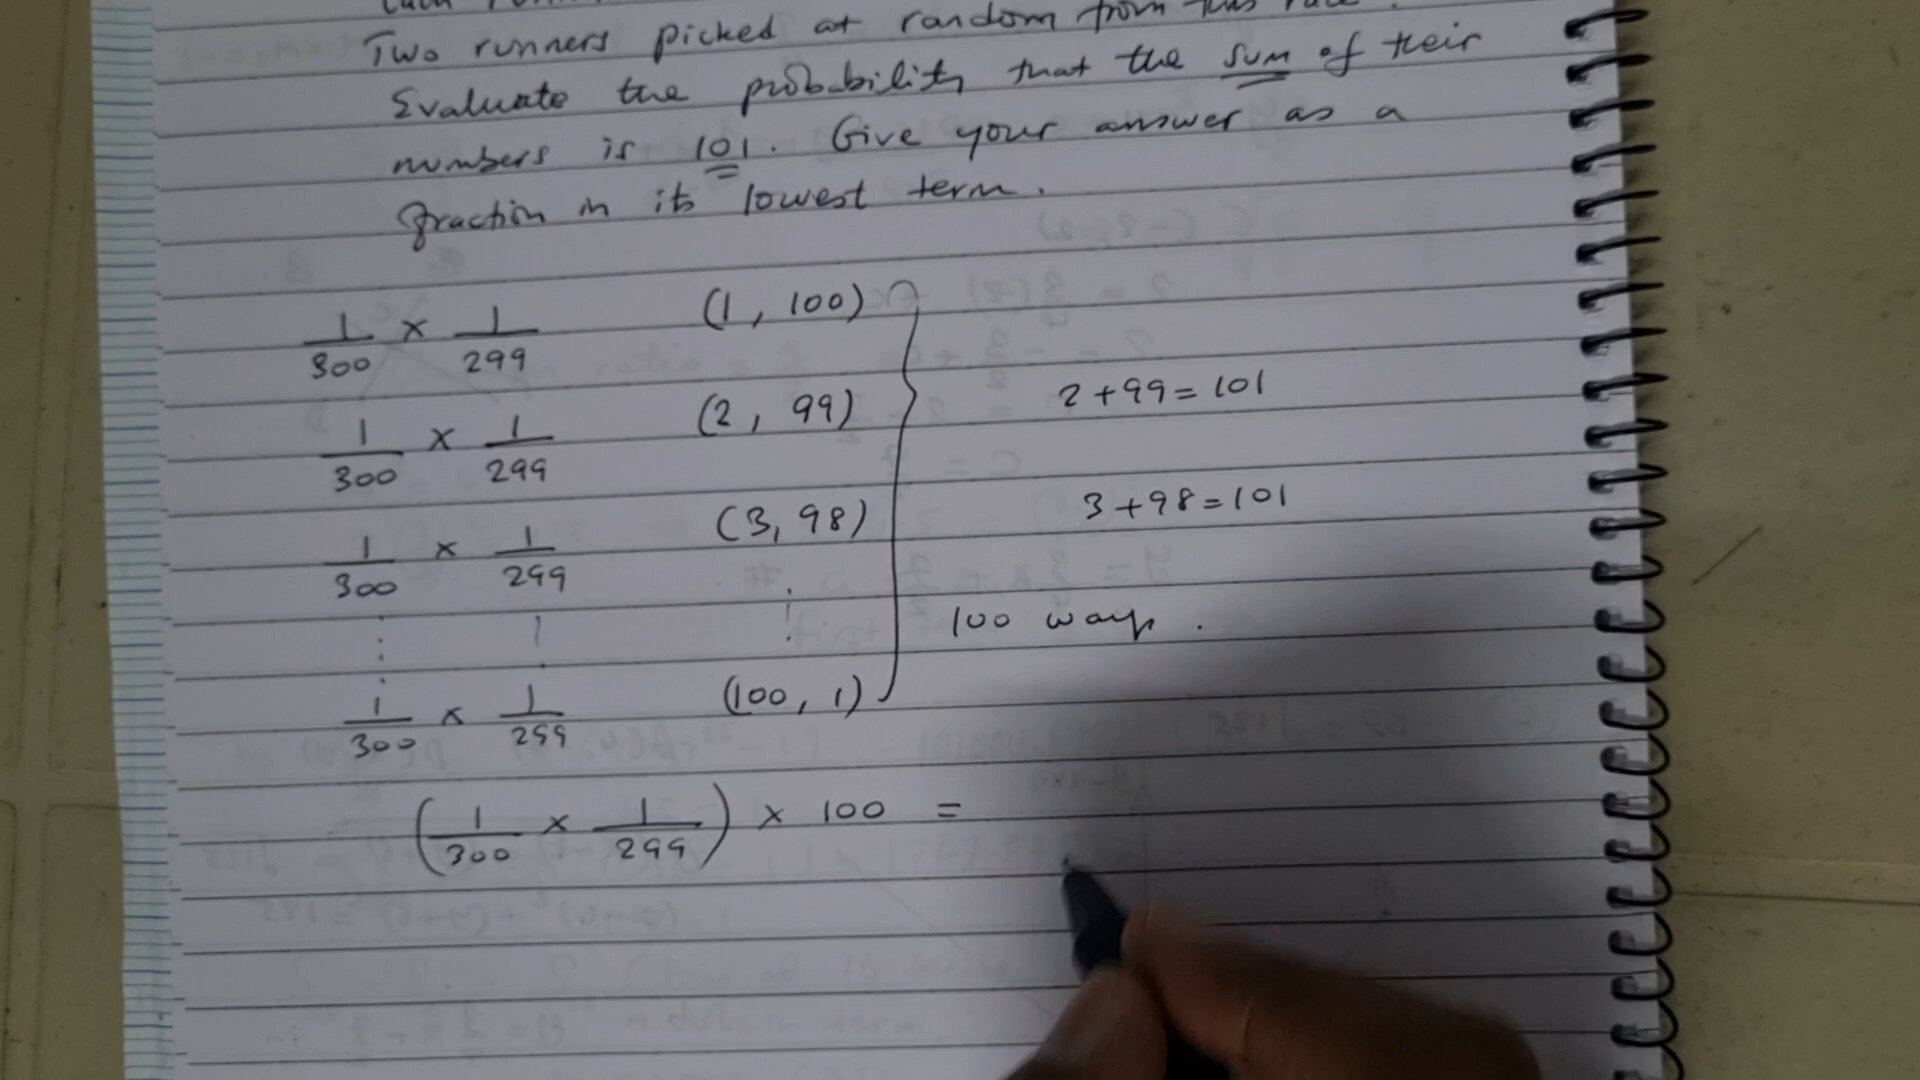 Two runners picked at random from this race.
Evaluate the probability that the sum of their
numbers is 101. Give your answer as a
fraction in its lowest term.
1/300 × 1/299 (1, 100)
1/300 × 1/299 (2, 99) 2 + 99 = 101
1/300 × 1/299 (3, 98) 3 + 98 = 101
⋮ ⋮ ⋮ 100 ways.
1/300 × 1/299 (100, 1)
(1/300 × 1/299) × 100 =